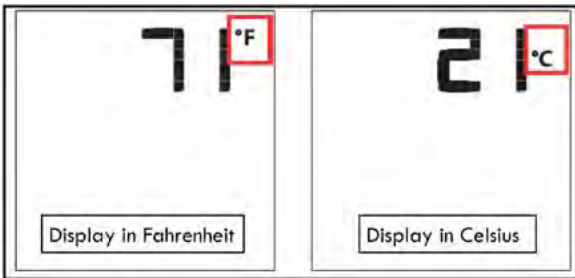 71 °F
21 °C
Display in Fahrenheit
Display in Celsius